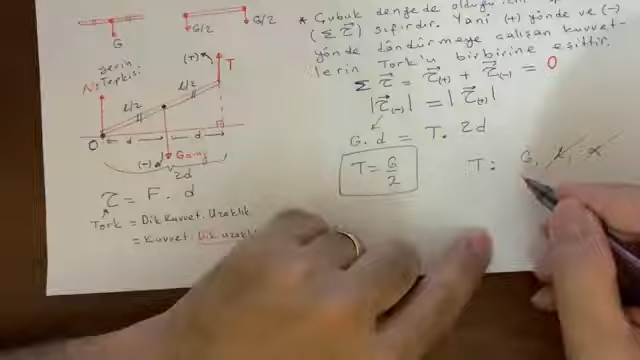 G
G/2
G/2
* Çubuk dengede olduğu için
(Στ) sıfırdır. Yani (+) yönde ve (-)
yönde döndürmeye çalışan kuvvet-
lerin Tork'u birbirine eşittir.
Στ = τ(+) + τ(-) = 0
|τ(-)| = |τ(+)|
G. d = T. 2d
T = G/2
T: G.
yerin
N: Tepkisi
(+)
T
ℓ/2
ℓ/2
O
d
(-)
2d
τ = F. d
Tork = Dik Kuvvet. Uzaklık
= Kuvvet. Dik uzaklık